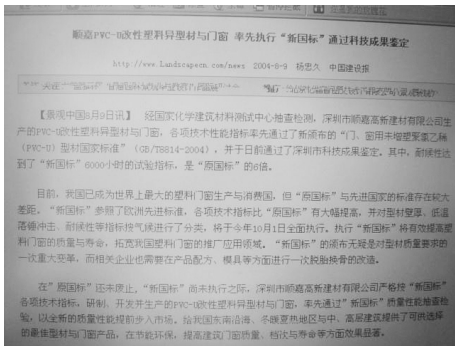 顺嘉PVC-U改性塑料异型材与门窗 率先执行“新国标”通过科技成果鉴定
http://www.Landscapecn.com/news 2004-8-9 杨忠久 中国建设报
【景观中国8月9日讯】 经国家化学建筑材料测试中心抽查检测，深圳市顺嘉高新建材有限公司生
产的PVC-U改性塑料异型材与门窗，各项技术性能指标率先通过了新颁布的“门、窗用未增塑聚氯乙烯
（PVC-U）型材国家标准”（GB/T8814-2004），并于日前通过了深圳市科技成果鉴定。其中，耐候性达
到了“新国标”6000小时的试验指标，是“原国标”的6倍。
目前，我国已成为世界上最大的塑料门窗生产与消费国，但“原国标”与先进国家的标准存在较大
差距。“新国标”参照了欧洲先进标准，各项技术指标比“原国标”有大幅提高，并对型材壁厚、低温
落锤冲击、耐候性等指标按气候进行了分类，将于今年10月1日全面执行。执行“新国标”将有效提高塑
料门窗的质量与寿命，拓宽我国塑料门窗的推广应用领域。“新国标”的颁布无疑是对型材质量要求的
一次重大变革，而相关企业也需要在产品配方、模具等方面进行一次脱胎换骨的改造。
在”原国标”还未废止，“新国标”尚未执行之际，深圳市顺嘉高新建材有限公司严格按“新国标”
各项技术指标，研制、开发并生产的PVC-U改性塑料异型材与门窗，率先通过”新国标”质量性能抽查检
验，以全新的质量性能提前步入市场。给我国东南沿海、冬暖夏热地区与中、高层建筑提供了可供选择
的最佳型材与门窗产品，在节能环保，提高建筑门窗质量、档次与寿命等方面效果显著。